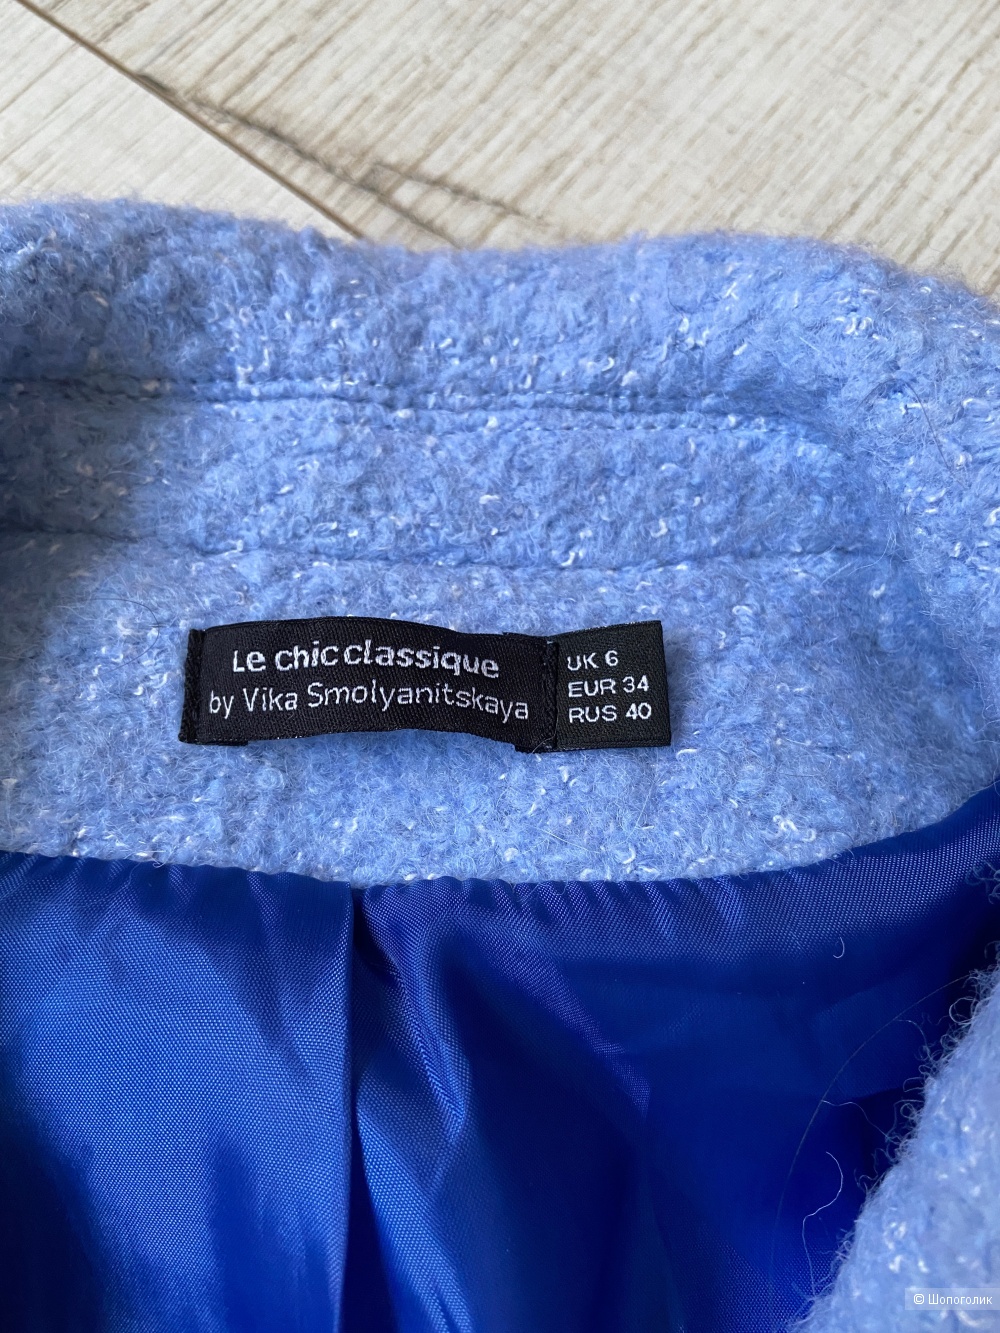 Le chic classique
by Vika Smolyanitskaya
UK 6
EUR 34
RUS 40
© Шопоголик